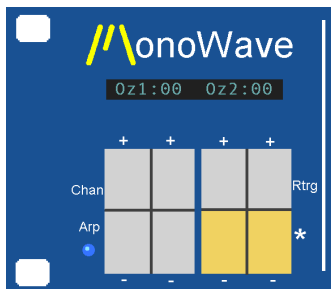 MonoWave
Oz1:00 Oz2:00
+ + + +
Chan Rtrg
Arp *
- - - -